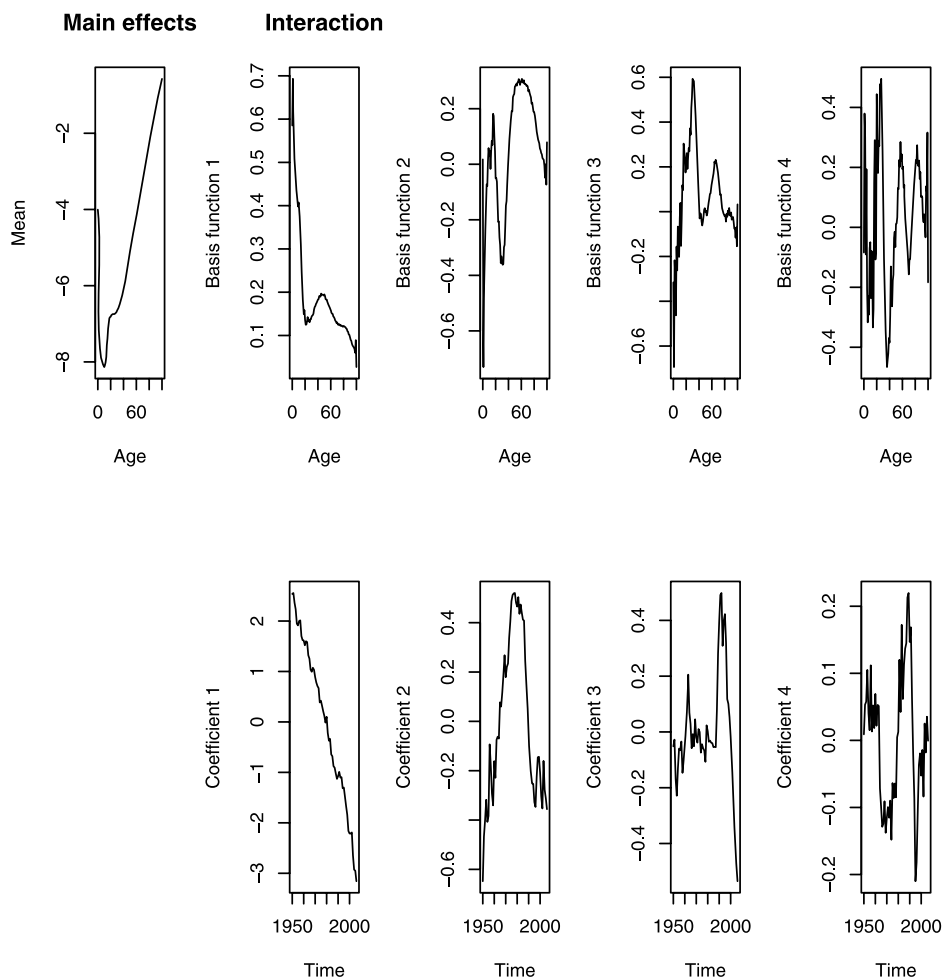 Main effects
Interaction
Mean
−8 −6 −4 −2
0 60
Age
Basis function 1
0.1 0.2 0.3 0.4 0.5 0.6 0.7
0 60
Age
Basis function 2
−0.6 −0.4 −0.2 0.0 0.2
0 60
Age
Basis function 3
−0.6 −0.2 0.2 0.4 0.6
0 60
Age
Basis function 4
−0.4 −0.2 0.0 0.2 0.4
0 60
Age
Coefficient 1
−3 −2 −1 0 1 2
1950 2000
Time
Coefficient 2
−0.6 −0.2 0.0 0.2 0.4
1950 2000
Time
Coefficient 3
−0.4 −0.2 0.0 0.2 0.4
1950 2000
Time
Coefficient 4
−0.2 −0.1 0.0 0.1 0.2
1950 2000
Time